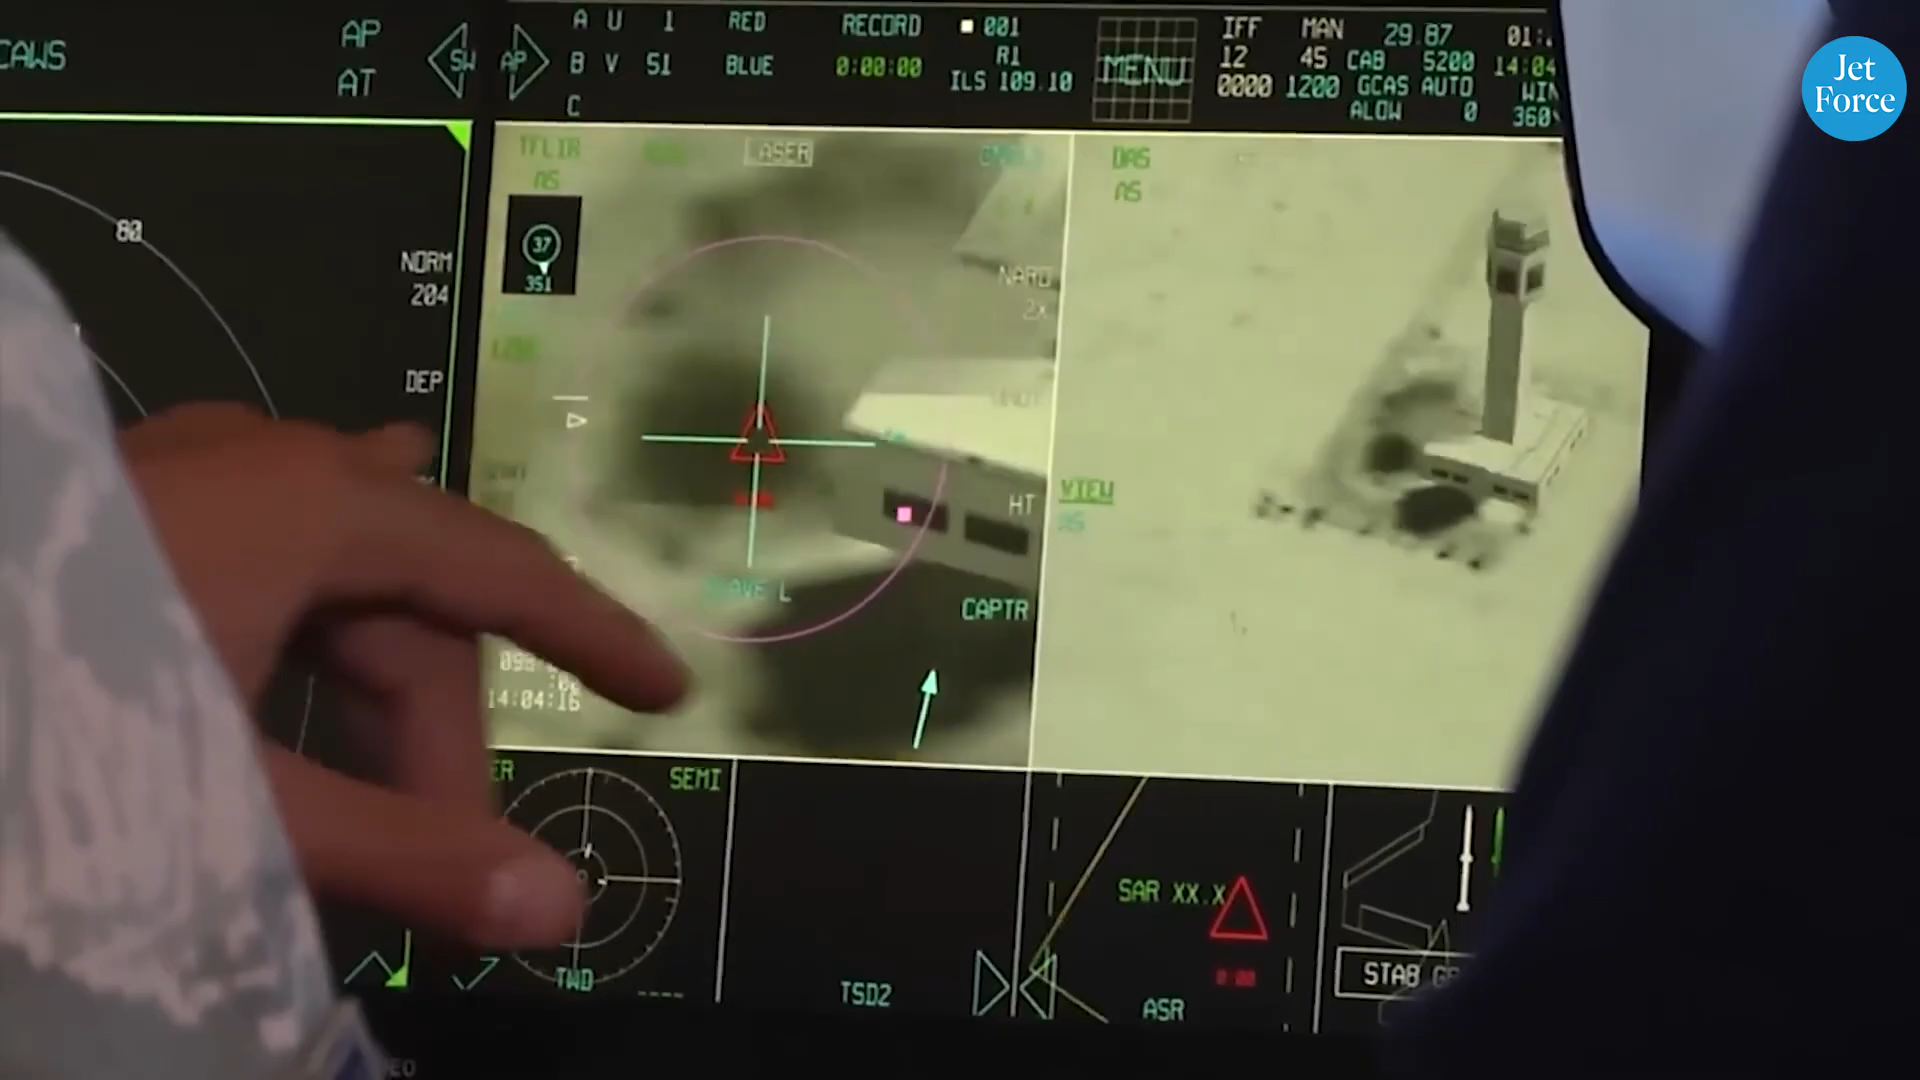 CAWS
AP
AT
SW
AP
A U 1 RED
B V 51 BLUE
C
RECORD
0:00:00
001
R1
ILS 109.10
MENU
IFF MAN 29.87
12 45 CAB 5200 14:04
0000 1200 GCAS AUTO
ALOW 0 360
Jet
Force
80
NORM
204
DEP
TFLIR
AS
LASER
37
351
NARO
2x
HT
CAPTR
14:04:16
DAS
AS
VIEW
SEMI
TWD
----
TSD2
SAR XX.X
0:00
ASR
STAB